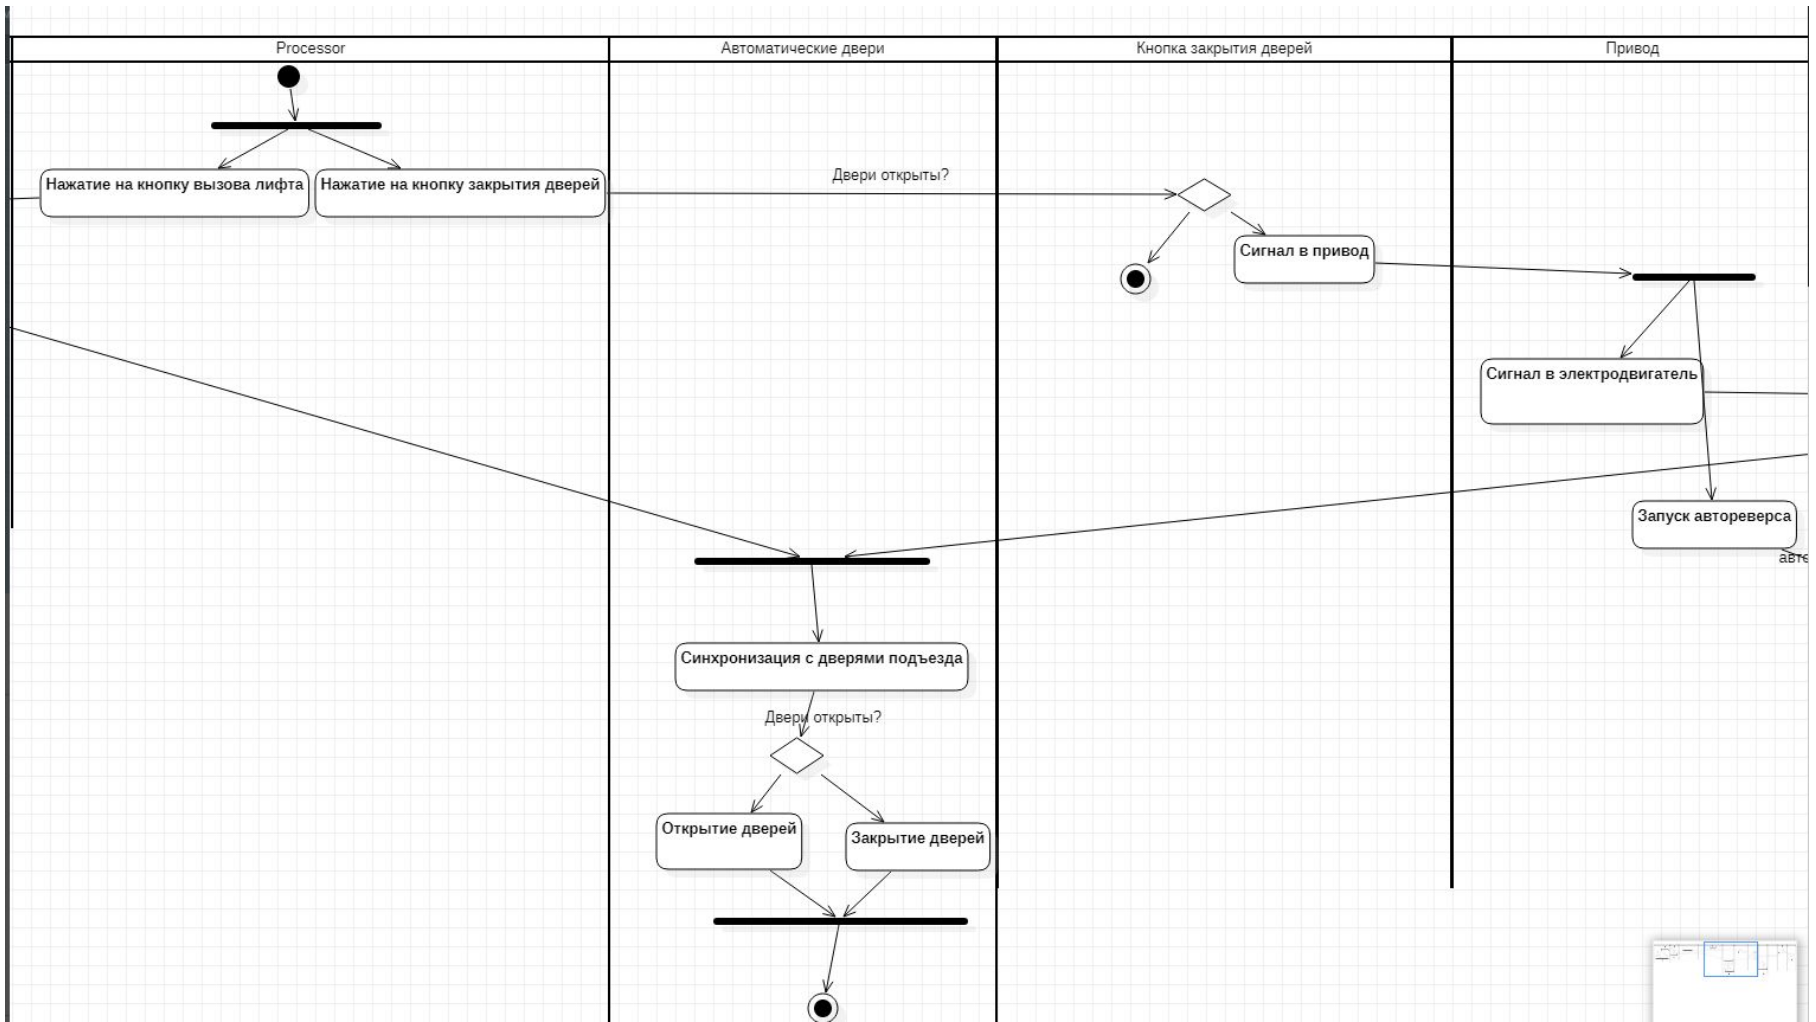 Processor
Автоматические двери
Кнопка закрытия дверей
Привод
Двери открыты?
Нажатие на кнопку вызова лифта
Нажатие на кнопку закрытия дверей
Сигнал в привод
Сигнал в электродвигатель
Запуск автореверса
Синхронизация с дверями подъезда
Двери открыты?
Открытие дверей
Закрытие дверей